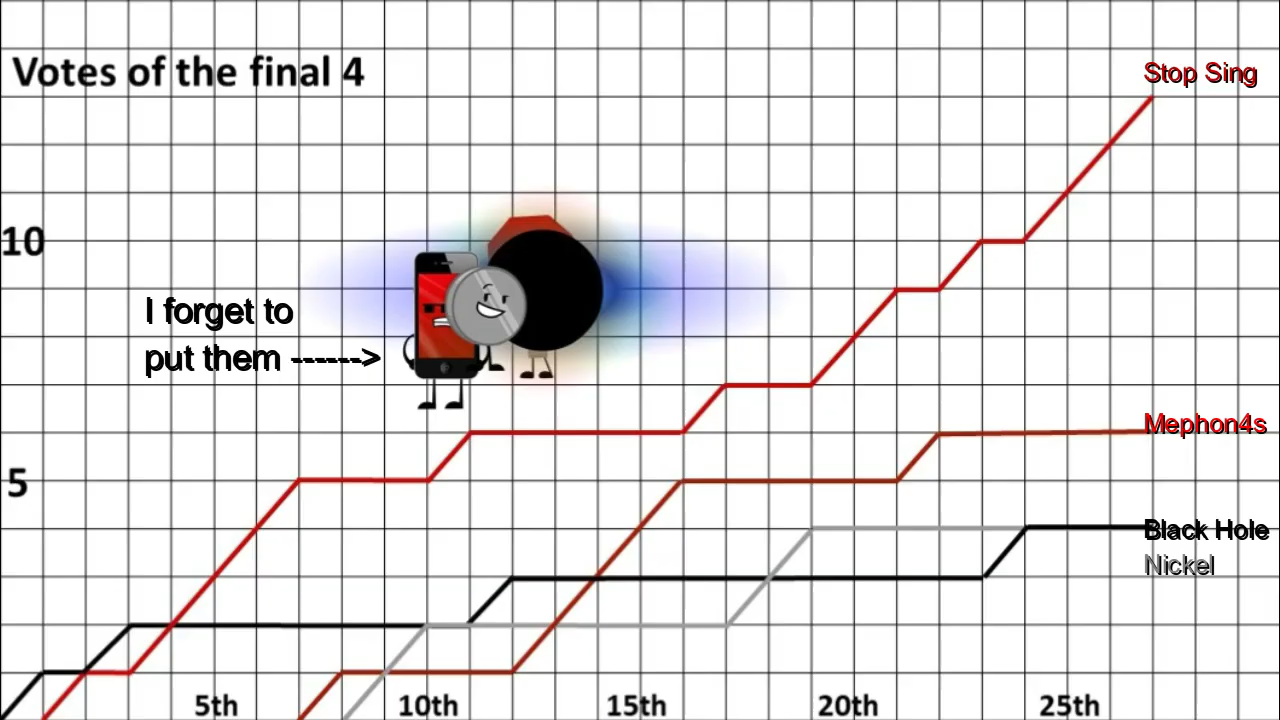 Votes of the final 4
Stop Sing
10
I forget to
put them ------>
Mephon4s
5
Black Hole
Nickel
5th 10th 15th 20th 25th